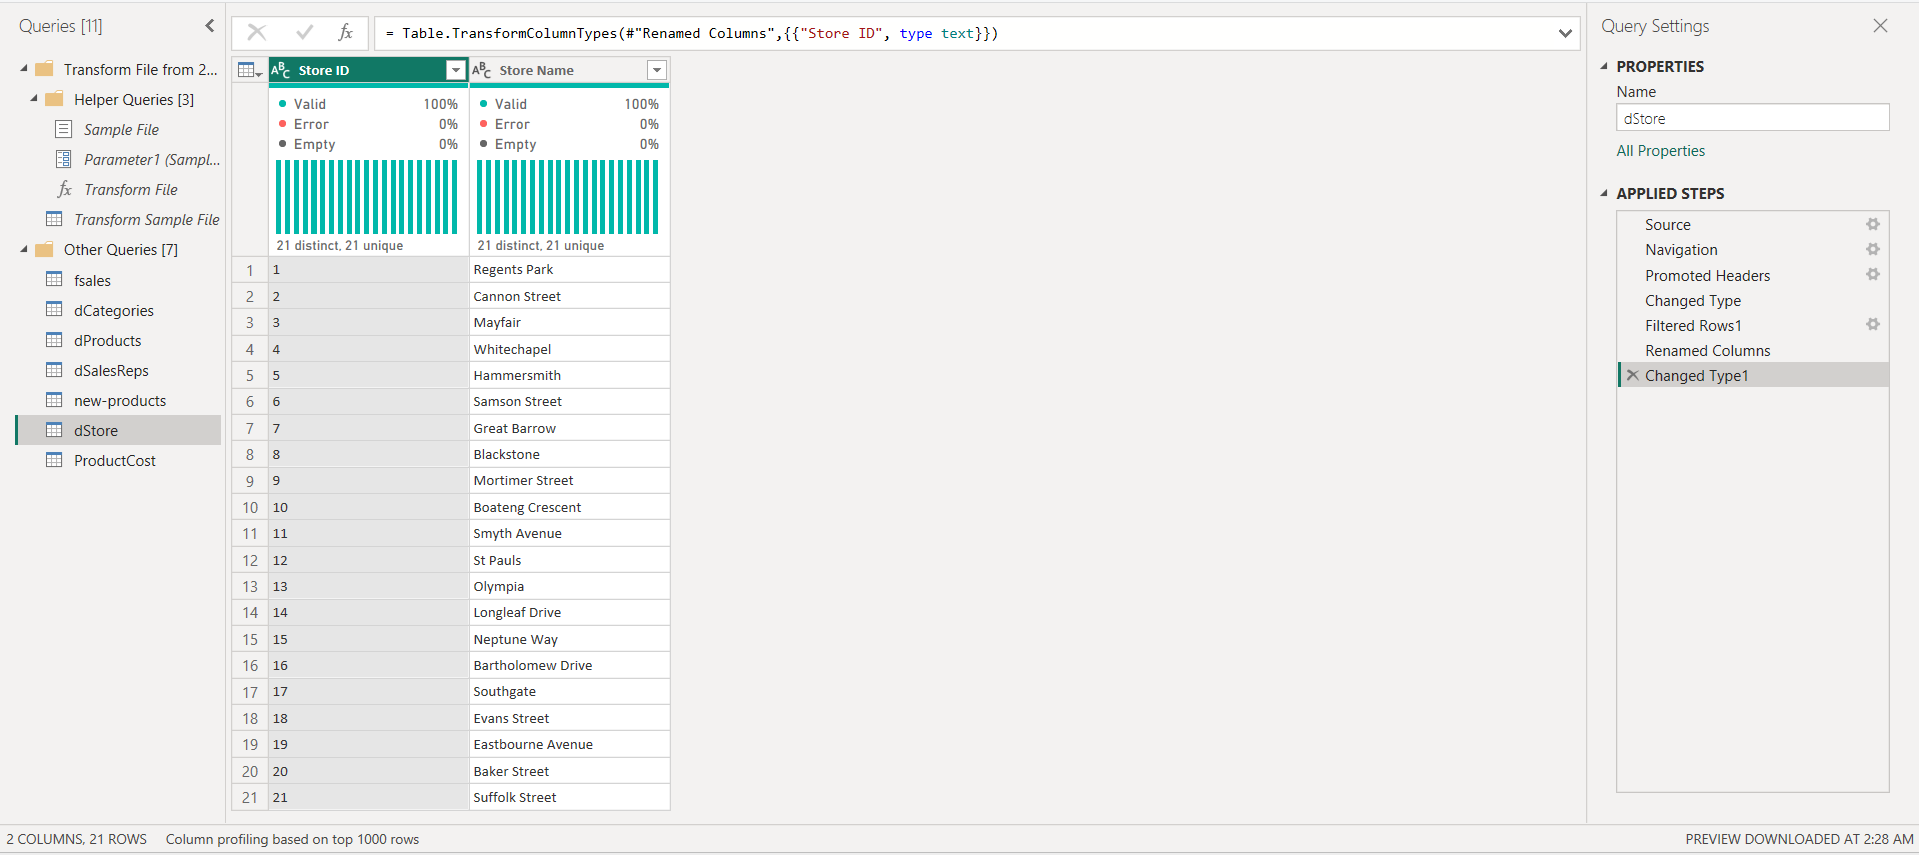 Queries [11]
Transform File from 2...
Helper Queries [3]
Sample File
Parameter1 (Sampl...
fx Transform File
Transform Sample File
Other Queries [7]
fsales
dCategories
dProducts
dSalesReps
new-products
dStore
ProductCost
fx = Table.TransformColumnTypes(#"Renamed Columns",{{"Store ID", type text}})
ABC Store ID ABC Store Name
Valid 100% Valid 100%
Error 0% Error 0%
Empty 0% Empty 0%
21 distinct, 21 unique 21 distinct, 21 unique
1 1 Regents Park
2 2 Cannon Street
3 3 Mayfair
4 4 Whitechapel
5 5 Hammersmith
6 6 Samson Street
7 7 Great Barrow
8 8 Blackstone
9 9 Mortimer Street
10 10 Boateng Crescent
11 11 Smyth Avenue
12 12 St Pauls
13 13 Olympia
14 14 Longleaf Drive
15 15 Neptune Way
16 16 Bartholomew Drive
17 17 Southgate
18 18 Evans Street
19 19 Eastbourne Avenue
20 20 Baker Street
21 21 Suffolk Street
Query Settings
PROPERTIES
Name
dStore
All Properties
APPLIED STEPS
Source
Navigation
Promoted Headers
Changed Type
Filtered Rows1
Renamed Columns
Changed Type1
2 COLUMNS, 21 ROWS Column profiling based on top 1000 rows PREVIEW DOWNLOADED AT 2:28 AM